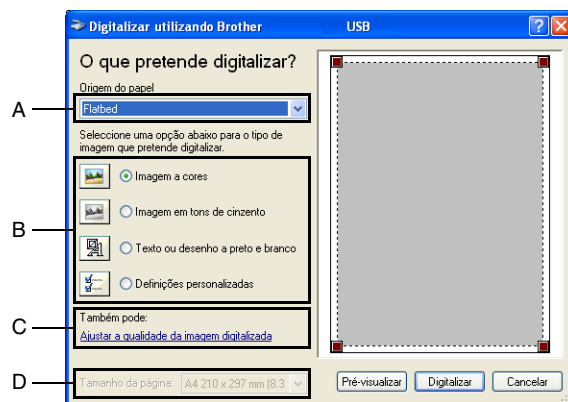 Digitalizar utilizando Brother USB
O que pretende digitalizar?
Origem do papel
A
Flatbed
Seleccione uma opção abaixo para o tipo de
imagem que pretende digitalizar.
B
Imagem a cores
Imagem em tons de cinzento
Texto ou desenho a preto e branco
Definições personalizadas
C
Também pode:
Ajustar a qualidade da imagem digitalizada
D
Tamanho da página: A4 210 x 297 mm (8.3
Pré-visualizar Digitalizar Cancelar